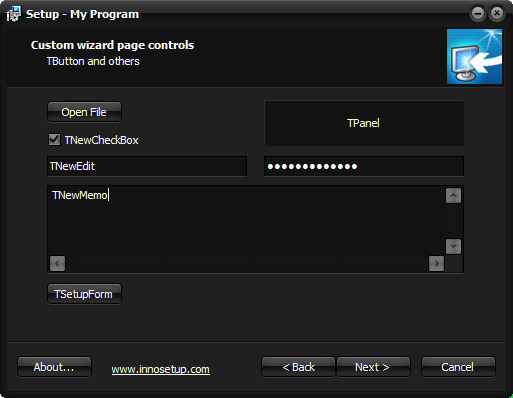 Setup - My Program
Custom wizard page controls
TButton and others
Open File
TPanel
TNewCheckBox
TNewEdit
●●●●●●●●●●●●●
TNewMemo
TSetupForm
About...
www.innosetup.com
< Back
Next >
Cancel